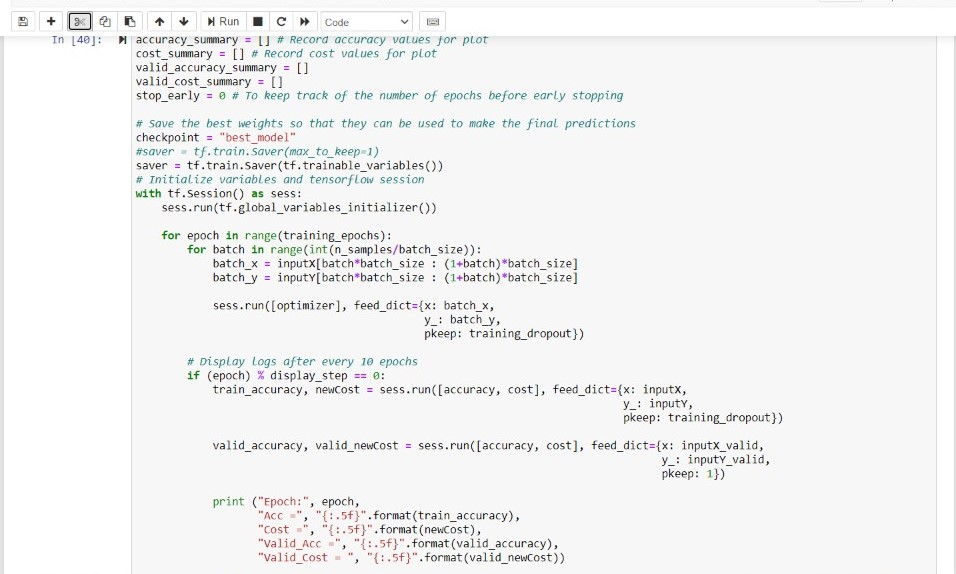 Run
Code
In [40]:
accuracy_summary = [] # Record accuracy values for plot
cost_summary = [] # Record cost values for plot
valid_accuracy_summary = []
valid_cost_summary = []
stop_early = 0 # To keep track of the number of epochs before early stopping
# Save the best weights so that they can be used to make the final predictions
checkpoint = "best_model"
#saver = tf.train.Saver(max_to_keep=1)
saver = tf.train.Saver(tf.trainable_variables())
# Initialize variables and tensorflow session
with tf.Session() as sess:
sess.run(tf.global_variables_initializer())
for epoch in range(training_epochs):
for batch in range(int(n_samples/batch_size)):
batch_x = inputX[batch*batch_size : (1+batch)*batch_size]
batch_y = inputY[batch*batch_size : (1+batch)*batch_size]
sess.run([optimizer], feed_dict={x: batch_x,
y_: batch_y,
pkeep: training_dropout})
# Display logs after every 10 epochs
if (epoch) % display_step == 0:
train_accuracy, newCost = sess.run([accuracy, cost], feed_dict={x: inputX,
y_: inputY,
pkeep: training_dropout})
valid_accuracy, valid_newCost = sess.run([accuracy, cost], feed_dict={x: inputX_valid,
y_: inputY_valid,
pkeep: 1})
print ("Epoch:", epoch,
"Acc =", "{:.5f}".format(train_accuracy),
"Cost =", "{:.5f}".format(newCost),
"Valid_Acc =", "{:.5f}".format(valid_accuracy),
"Valid_Cost = ", "{:.5f}".format(valid_newCost))